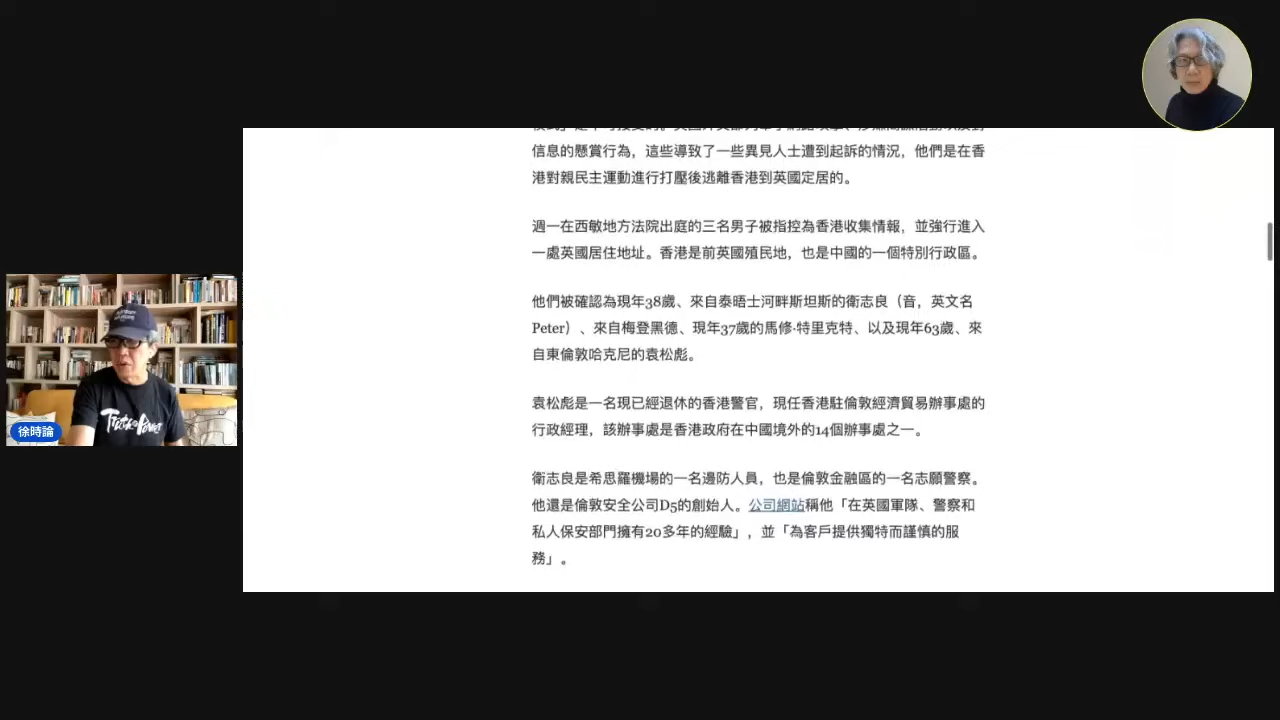 信息的懸賞行為，這些導致了一些異見人士遭到起訴的情況，他們是在香
港對親民主運動進行打壓後逃離香港到英國定居的。
週一在西敏地方法院出庭的三名男子被指控為香港收集情報，並強行進入
一處英國居住地址。香港是前英國殖民地，也是中國的一個特別行政區。
他們被確認為現年38歲、來自泰晤士河畔斯坦斯的衛志良（音，英文名
Peter）、來自梅登黑德、現年37歲的馬修·特里克特、以及現年63歲、來
自東倫敦哈克尼的袁松彪。
袁松彪是一名現已經退休的香港警官，現任香港駐倫敦經濟貿易辦事處的
行政經理，該辦事處是香港政府在中國境外的14個辦事處之一。
衛志良是希思羅機場的一名邊防人員，也是倫敦金融區的一名志願警察。
他還是倫敦安全公司D5的創始人。公司網站稱他「在英國軍隊、警察和
私人保安部門擁有20多年的經驗」，並「為客戶提供獨特而謹慎的服
務」。
徐時論